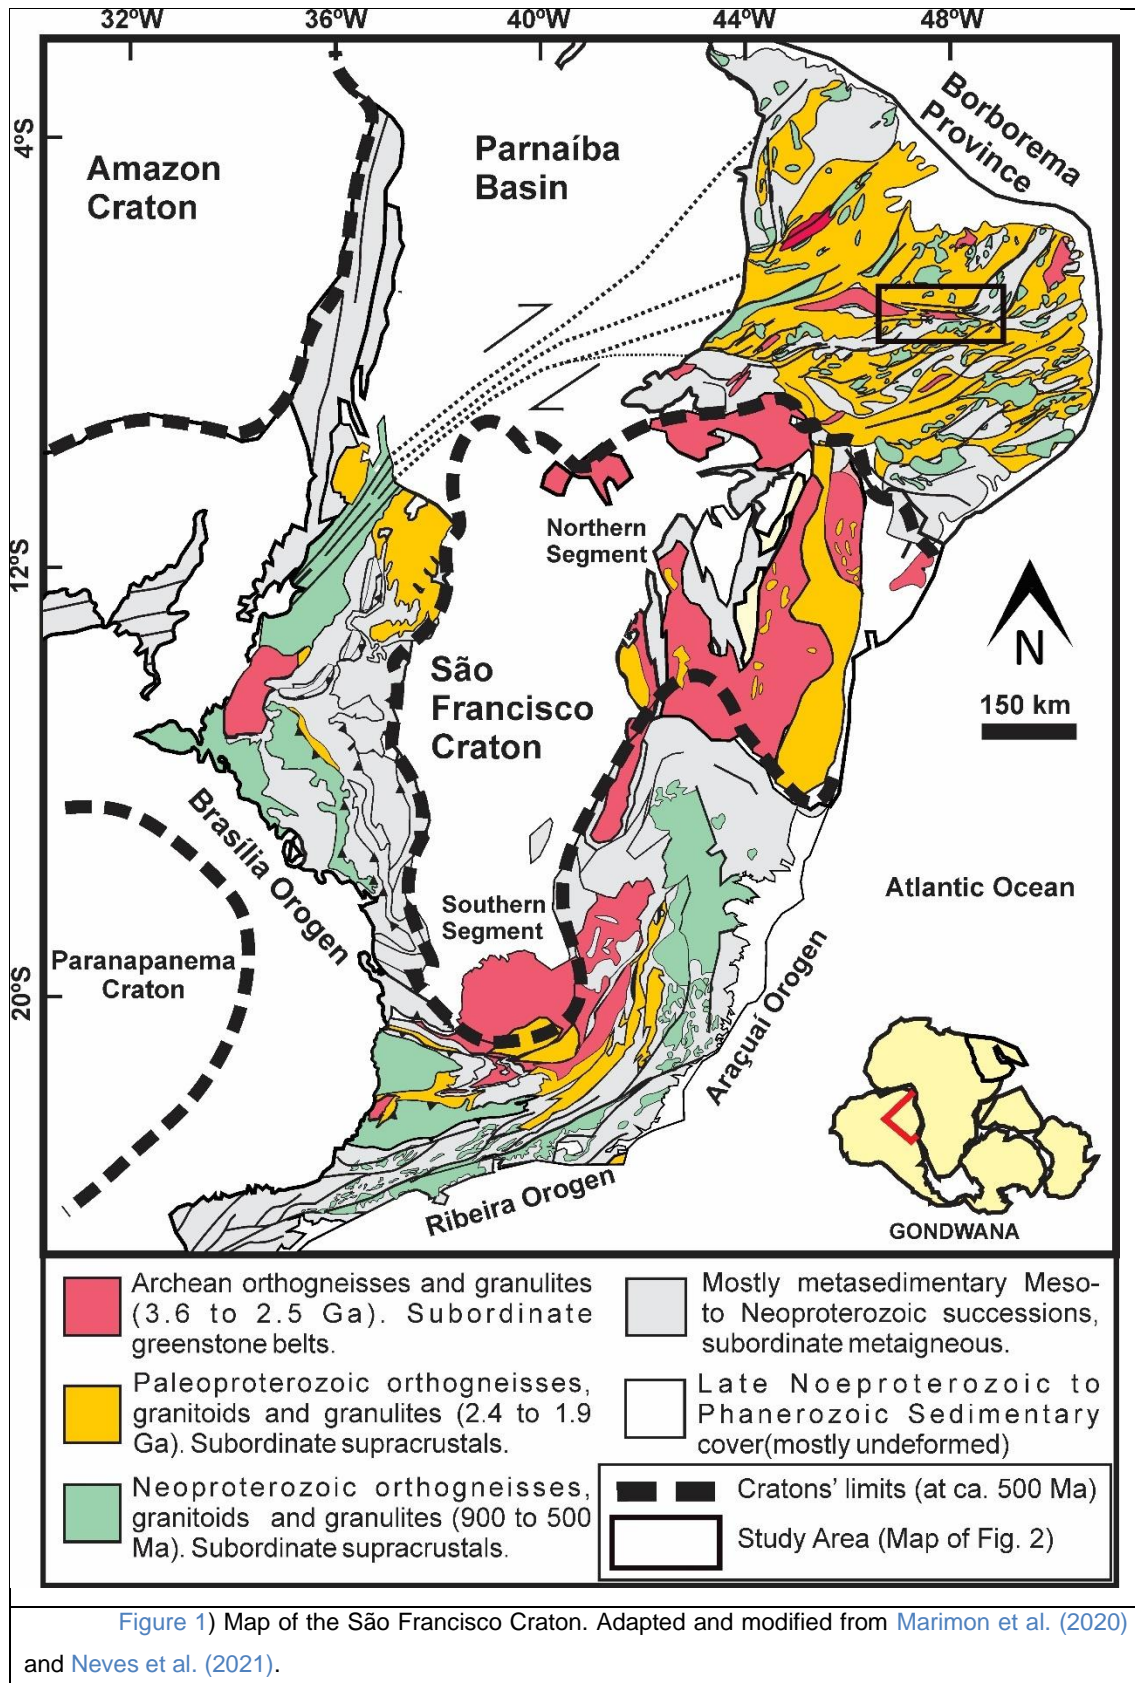 32ºW 36ºW 40ºW 44ºW 48ºW
4ºS
12ºS
20ºS
Amazon
Craton
Parnaíba
Basin
Borborema
Province
Northern
Segment
São
Francisco
Craton
N
150 km
Brasília Orogen
Southern
Segment
Atlantic Ocean
Paranapanema
Craton
Araçuaí Orogen
Ribeira Orogen
GONDWANA
Archean orthogneisses and granulites
(3.6 to 2.5 Ga). Subordinate
greenstone belts.
Paleoproterozoic orthogneisses,
granitoids and granulites (2.4 to 1.9
Ga). Subordinate supracrustals.
Neoproterozoic orthogneisses,
granitoids and granulites (900 to 500
Ma). Subordinate supracrustals.
Mostly metasedimentary Meso-
to Neoproterozoic successions,
subordinate metaigneous.
Late Noeproterozoic to
Phanerozoic Sedimentary
cover(mostly undeformed)
Cratons' limits (at ca. 500 Ma)
Study Area (Map of Fig. 2)
Figure 1) Map of the São Francisco Craton. Adapted and modified from Marimon et al. (2020)
and Neves et al. (2021).